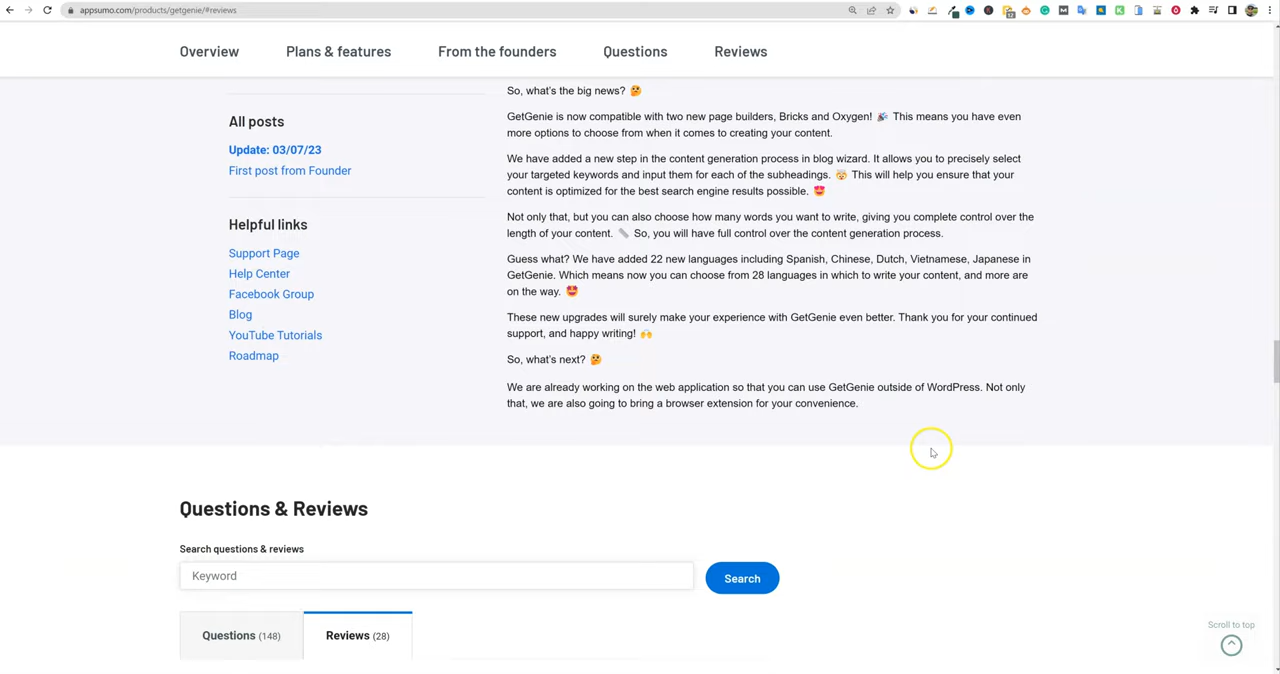 appsumo.com/products/getgenie/#reviews
Overview
Plans & features
From the founders
Questions
Reviews
All posts
Update: 03/07/23
First post from Founder
Helpful links
Support Page
Help Center
Facebook Group
Blog
YouTube Tutorials
Roadmap
So, what's the big news? 🤔
GetGenie is now compatible with two new page builders, Bricks and Oxygen! 🎉 This means you have even
more options to choose from when it comes to creating your content.
We have added a new step in the content generation process in blog wizard. It allows you to precisely select
your targeted keywords and input them for each of the subheadings. 🤯 This will help you ensure that your
content is optimized for the best search engine results possible. 😍
Not only that, but you can also choose how many words you want to write, giving you complete control over the
length of your content. 📏 So, you will have full control over the content generation process.
Guess what? We have added 22 new languages including Spanish, Chinese, Dutch, Vietnamese, Japanese in
GetGenie. Which means now you can choose from 28 languages in which to write your content, and more are
on the way. 😍
These new upgrades will surely make your experience with GetGenie even better. Thank you for your continued
support, and happy writing! 🙌
So, what's next? 🤔
We are already working on the web application so that you can use GetGenie outside of WordPress. Not only
that, we are also going to bring a browser extension for your convenience.
Questions & Reviews
Search questions & reviews
Keyword
Search
Questions (148)
Reviews (28)
Scroll to top